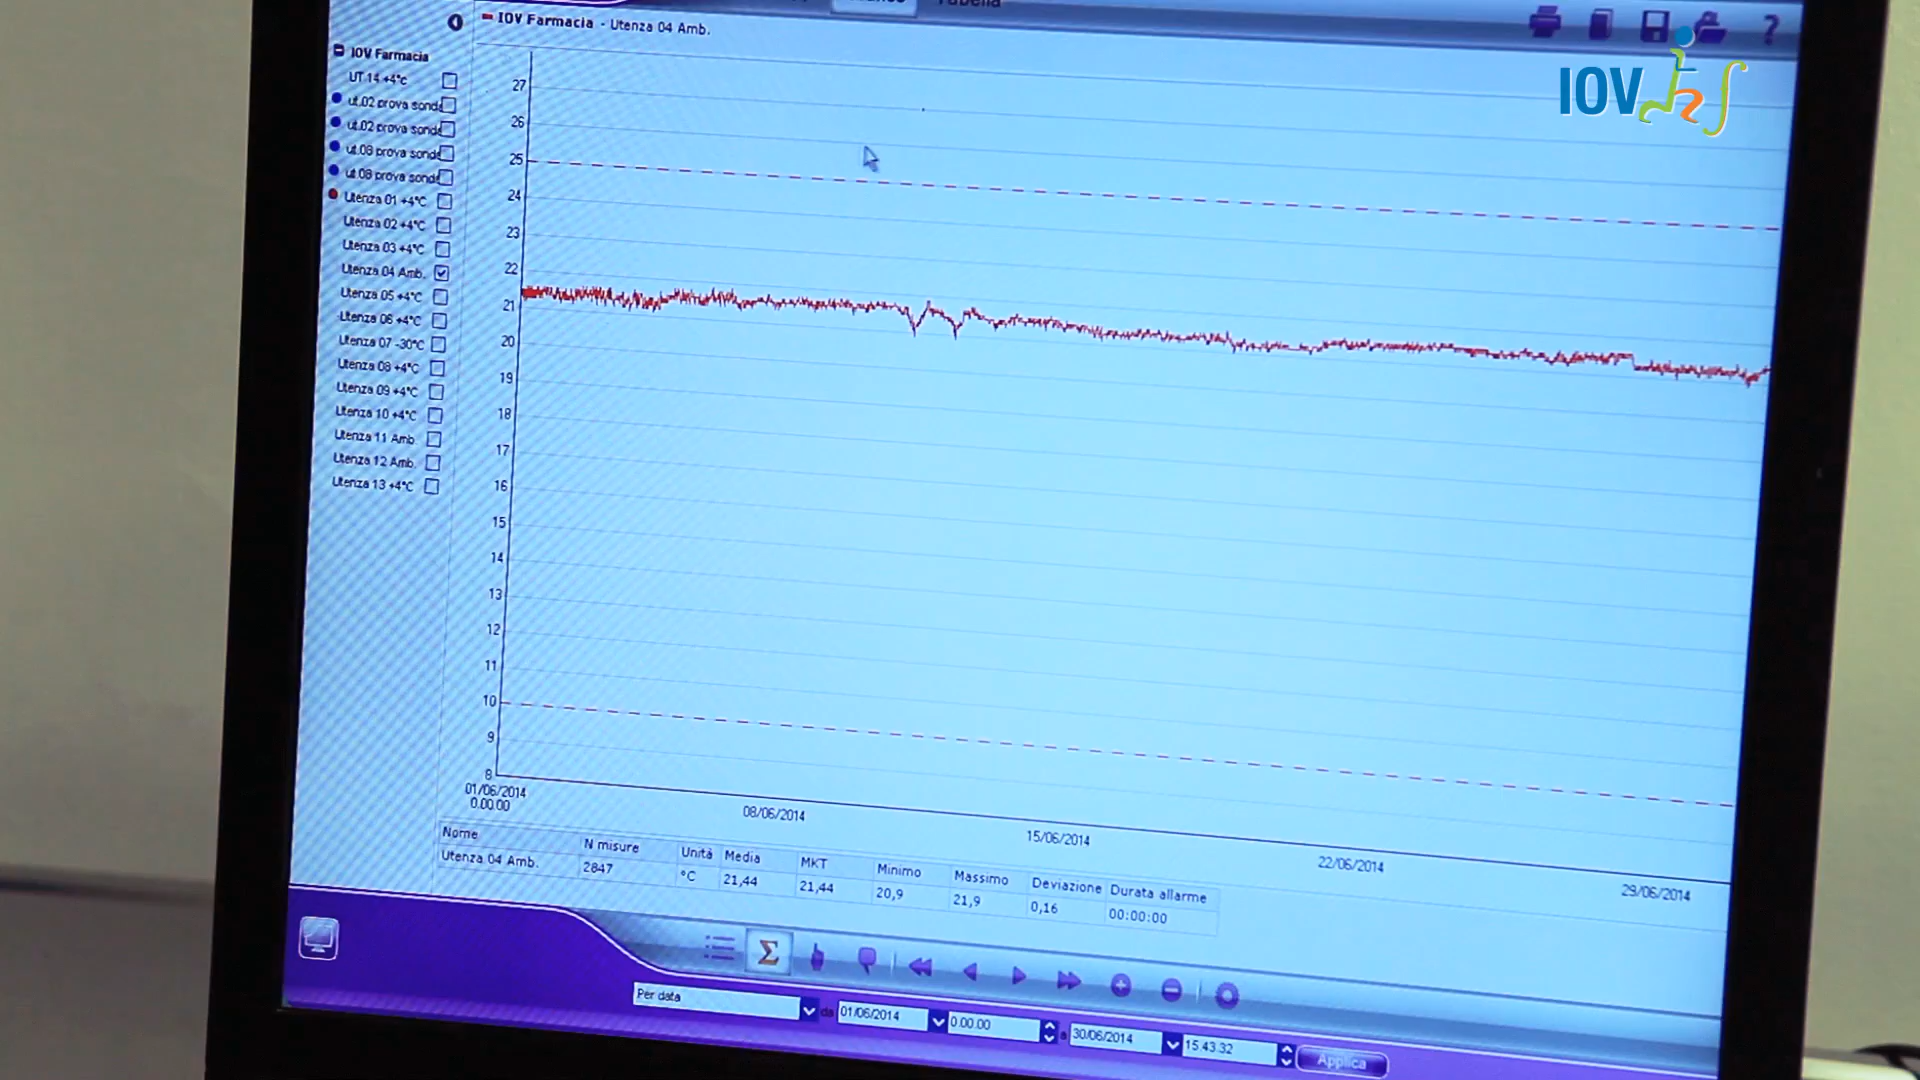 Tabella
IOV Farmacia - Utenza 04 Amb.
?
IOV
IOV Farmacia
UT 14 +4°c
ut.02 prova sonda
ut.02 prova sonda
ut.08 prova sonda
ut.08 prova sonda
Utenza 01 +4°C
Utenza 02 +4°C
Utenza 03 +4°C
Utenza 04 Amb.
Utenza 05 +4°C
Utenza 06 +4°C
Utenza 07 -30°C
Utenza 08 +4°C
Utenza 09 +4°C
Utenza 10 +4°C
Utenza 11 Amb.
Utenza 12 Amb.
Utenza 13 +4°C
27
26
25
24
23
22
21
20
19
18
17
16
15
14
13
12
11
10
9
8
01/06/2014 08/06/2014 15/06/2014 22/06/2014 29/06/2014
0.00.00
Nome N misure Unità Media MKT Minimo Massimo Deviazione Durata allarme
Utenza 04 Amb. 2847 °C 21,44 21,44 20,9 21,9 0,16 00:00:00
Σ
Per data da 01/06/2014 0.00.00 a 30/06/2014 15.43.32 Applica